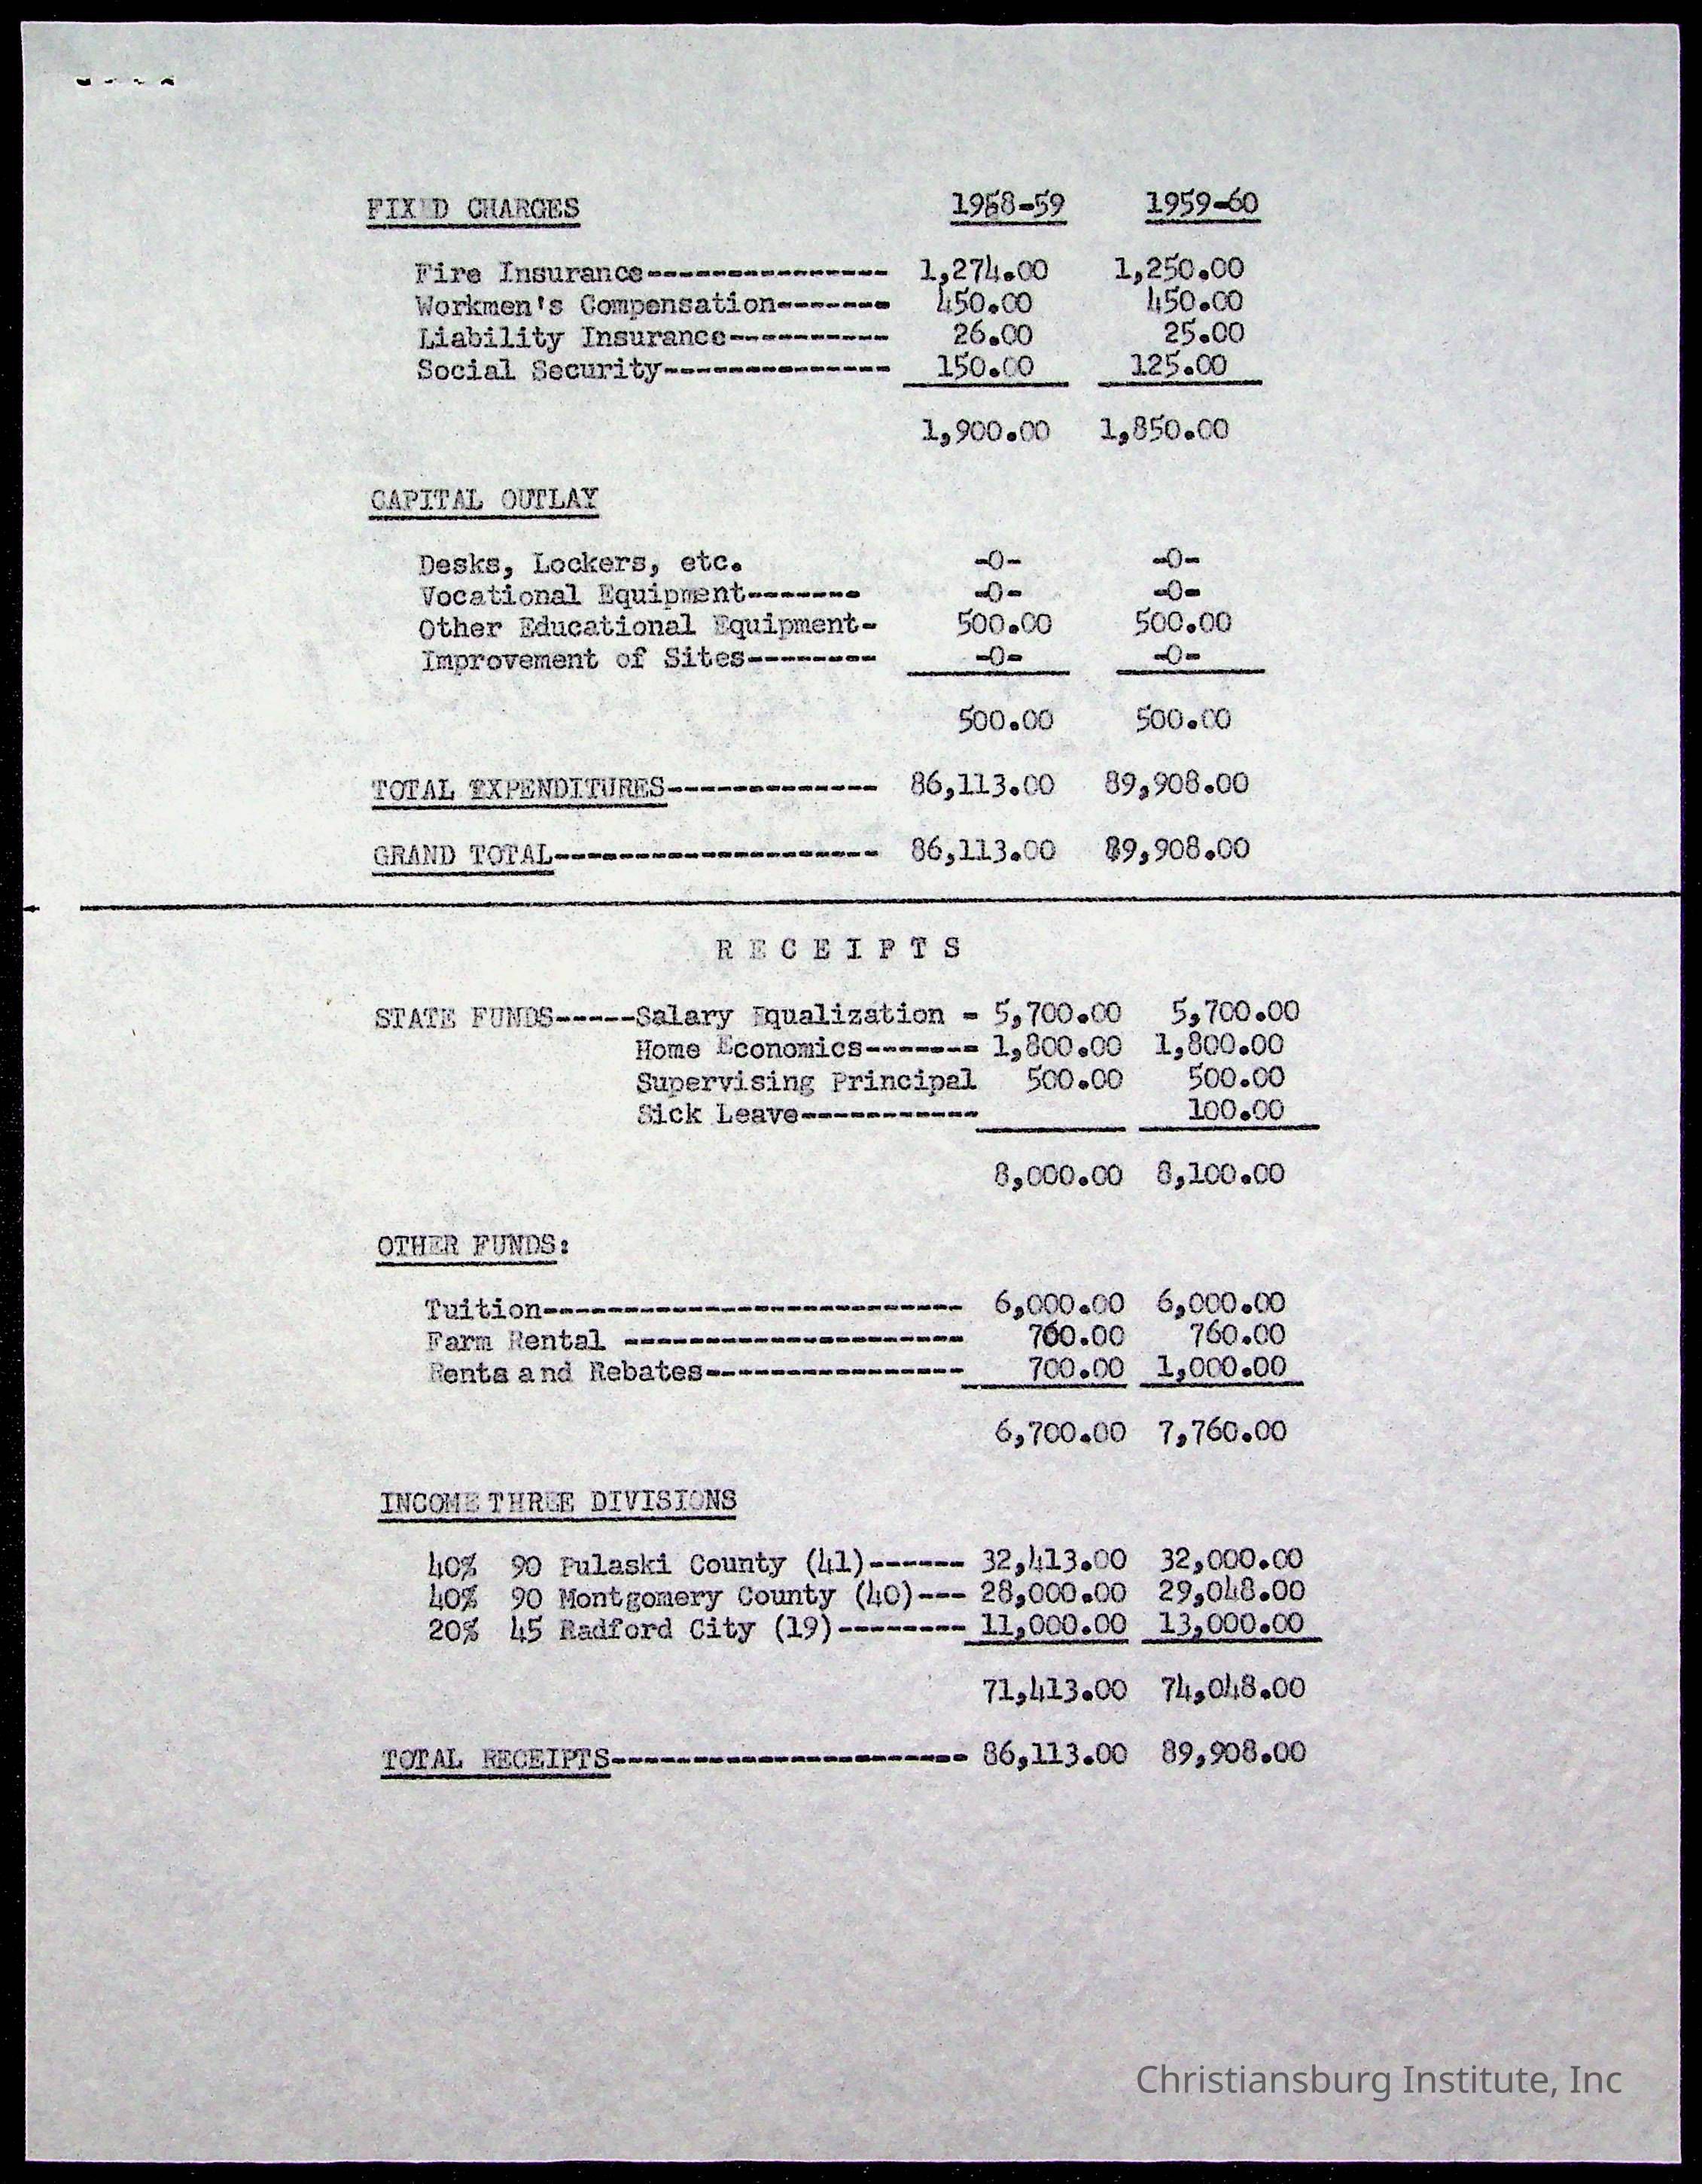 FIXED CHARGES 1958-59 1959-60
Fire Insurance--------------- 1,274.00 1,250.00
Workmen's Compensation------- 450.00 450.00
Liability Insurance---------- 26.00 25.00
Social Security-------------- 150.00 125.00
1,900.00 1,850.00
CAPITAL OUTLAY
Desks, Lockers, etc. -0- -0-
Vocational Equipment------- -0- -0-
Other Educational Equipment- 500.00 500.00
Improvement of Sites-------- -0- -0-
500.00 500.00
TOTAL EXPENDITURES------------- 86,113.00 89,908.00
GRAND TOTAL-------------------- 86,113.00 89,908.00
R E C E I P T S
STATE FUNDS-----Salary Equalization - 5,700.00 5,700.00
Home Economics------- 1,800.00 1,800.00
Supervising Principal 500.00 500.00
Sick Leave----------- 100.00
8,000.00 8,100.00
OTHER FUNDS:
Tuition-------------------------- 6,000.00 6,000.00
Farm Rental --------------------- 700.00 760.00
Rents and Rebates---------------- 700.00 1,000.00
6,700.00 7,760.00
INCOME THREE DIVISIONS
40% 90 Pulaski County (41)------ 32,413.00 32,000.00
40% 90 Montgomery County (40)--- 28,000.00 29,048.00
20% 45 Radford City (19)-------- 11,000.00 13,000.00
71,413.00 74,048.00
TOTAL RECEIPTS---------------------- 86,113.00 89,908.00
Christiansburg Institute, Inc